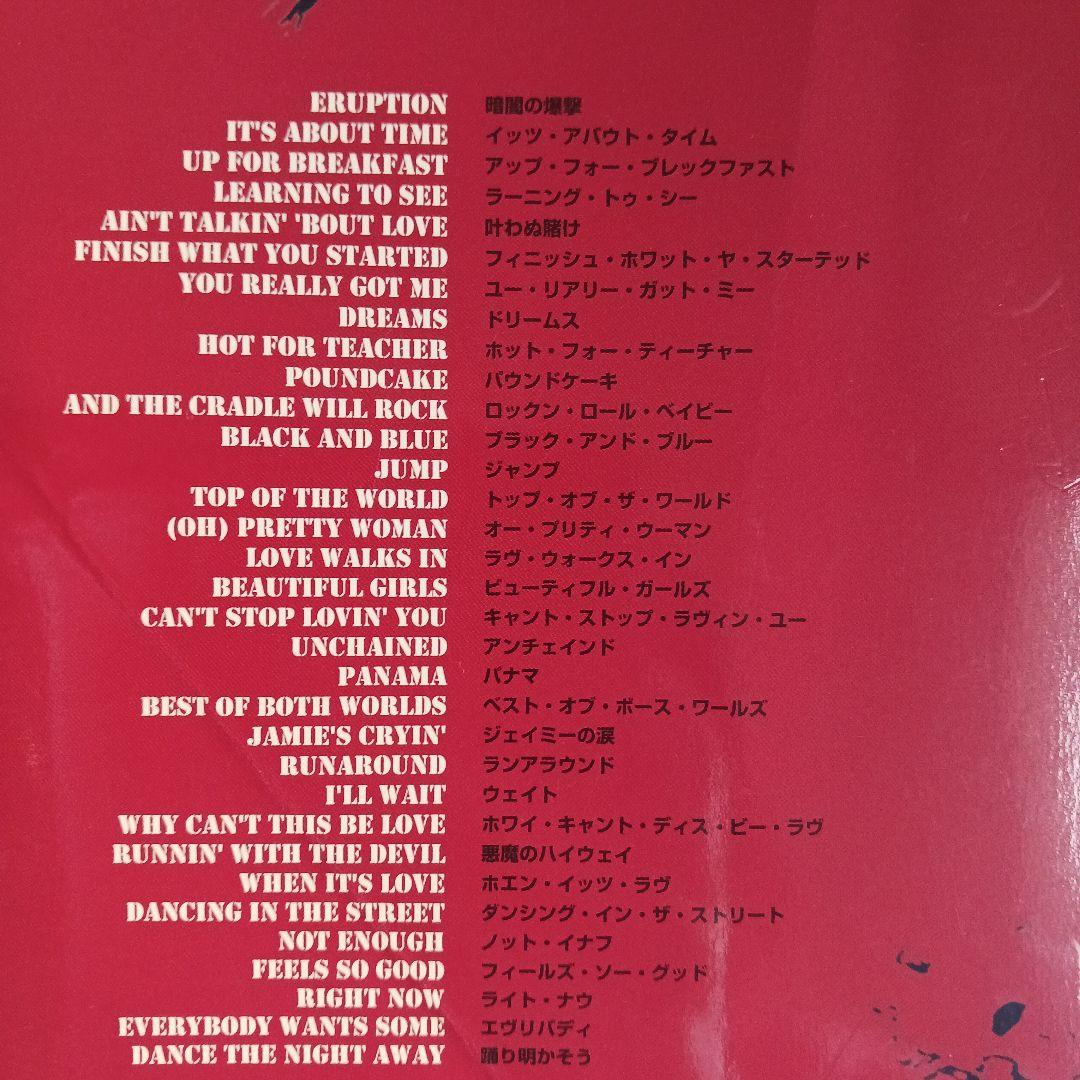 ERUPTION 暗闇の爆撃
IT'S ABOUT TIME イッツ・アバウト・タイム
UP FOR BREAKFAST アップ・フォー・ブレックファスト
LEARNING TO SEE ラーニング・トゥ・シー
AIN'T TALKIN' 'BOUT LOVE 叶わぬ賭け
FINISH WHAT YOU STARTED フィニッシュ・ホワット・ヤ・スターテッド
YOU REALLY GOT ME ユー・リアリー・ガット・ミー
DREAMS ドリームス
HOT FOR TEACHER ホット・フォー・ティーチャー
POUNDCAKE パウンドケーキ
AND THE CRADLE WILL ROCK ロックン・ロール・ベイビー
BLACK AND BLUE ブラック・アンド・ブルー
JUMP ジャンプ
TOP OF THE WORLD トップ・オブ・ザ・ワールド
(OH) PRETTY WOMAN オー・プリティ・ウーマン
LOVE WALKS IN ラヴ・ウォークス・イン
BEAUTIFUL GIRLS ビューティフル・ガールズ
CAN'T STOP LOVIN' YOU キャント・ストップ・ラヴィン・ユー
UNCHAINED アンチェインド
PANAMA パナマ
BEST OF BOTH WORLDS ベスト・オブ・ボース・ワールズ
JAMIE'S CRYIN' ジェイミーの涙
RUNAROUND ランアラウンド
I'LL WAIT ウェイト
WHY CAN'T THIS BE LOVE ホワイ・キャント・ディス・ビー・ラヴ
RUNNIN' WITH THE DEVIL 悪魔のハイウェイ
WHEN IT'S LOVE ホエン・イッツ・ラヴ
DANCING IN THE STREET ダンシング・イン・ザ・ストリート
NOT ENOUGH ノット・イナフ
FEELS SO GOOD フィールズ・ソー・グッド
RIGHT NOW ライト・ナウ
EVERYBODY WANTS SOME エヴリバディ
DANCE THE NIGHT AWAY 踊り明かそう